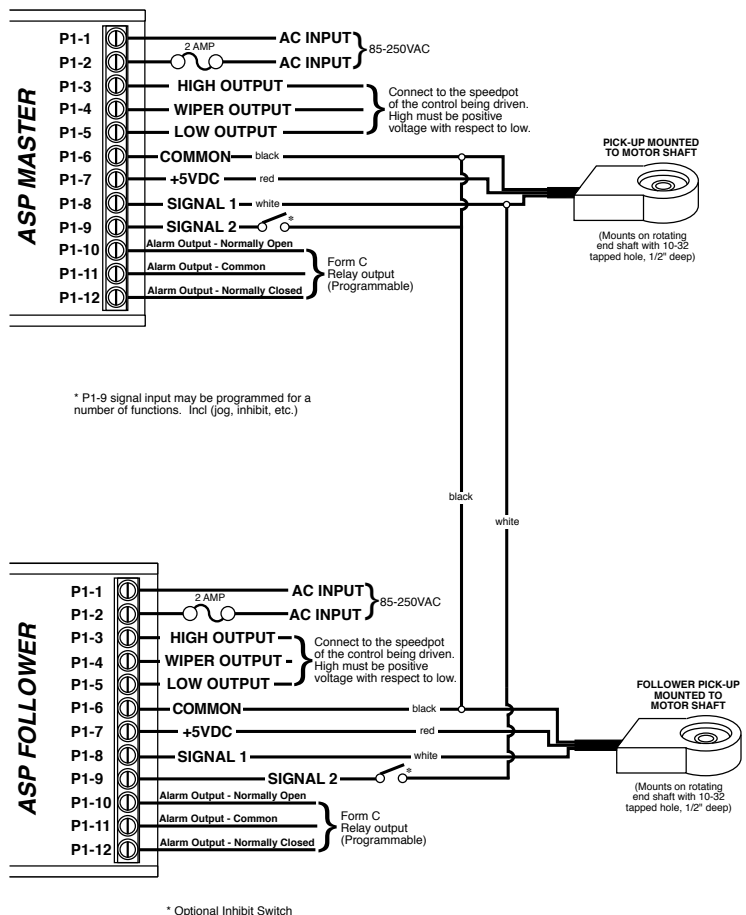 ASP MASTER
P1-1
AC INPUT
85-250VAC
P1-2
2 AMP
AC INPUT
P1-3
HIGH OUTPUT
P1-4
WIPER OUTPUT
P1-5
LOW OUTPUT
Connect to the speedpot
of the control being driven.
High must be positive
voltage with respect to low.
P1-6
COMMON
black
P1-7
+5VDC
red
P1-8
SIGNAL 1
white
P1-9
SIGNAL 2
*
P1-10
Alarm Output - Normally Open
P1-11
Alarm Output - Common
P1-12
Alarm Output - Normally Closed
Form C
Relay output
(Programmable)
PICK-UP MOUNTED
TO MOTOR SHAFT
(Mounts on rotating
end shaft with 10-32
tapped hole, 1/2" deep)
* P1-9 signal input may be programmed for a
number of functions. Incl (jog, inhibit, etc.)
black
white
ASP FOLLOWER
P1-1
AC INPUT
85-250VAC
P1-2
2 AMP
AC INPUT
P1-3
HIGH OUTPUT
P1-4
WIPER OUTPUT
P1-5
LOW OUTPUT
Connect to the speedpot
of the control being driven.
High must be positive
voltage with respect to low.
P1-6
COMMON
black
P1-7
+5VDC
red
P1-8
SIGNAL 1
white
P1-9
SIGNAL 2
*
P1-10
Alarm Output - Normally Open
P1-11
Alarm Output - Common
P1-12
Alarm Output - Normally Closed
Form C
Relay output
(Programmable)
FOLLOWER PICK-UP
MOUNTED TO
MOTOR SHAFT
(Mounts on rotating
end shaft with 10-32
tapped hole, 1/2" deep)
* Optional Inhibit Switch